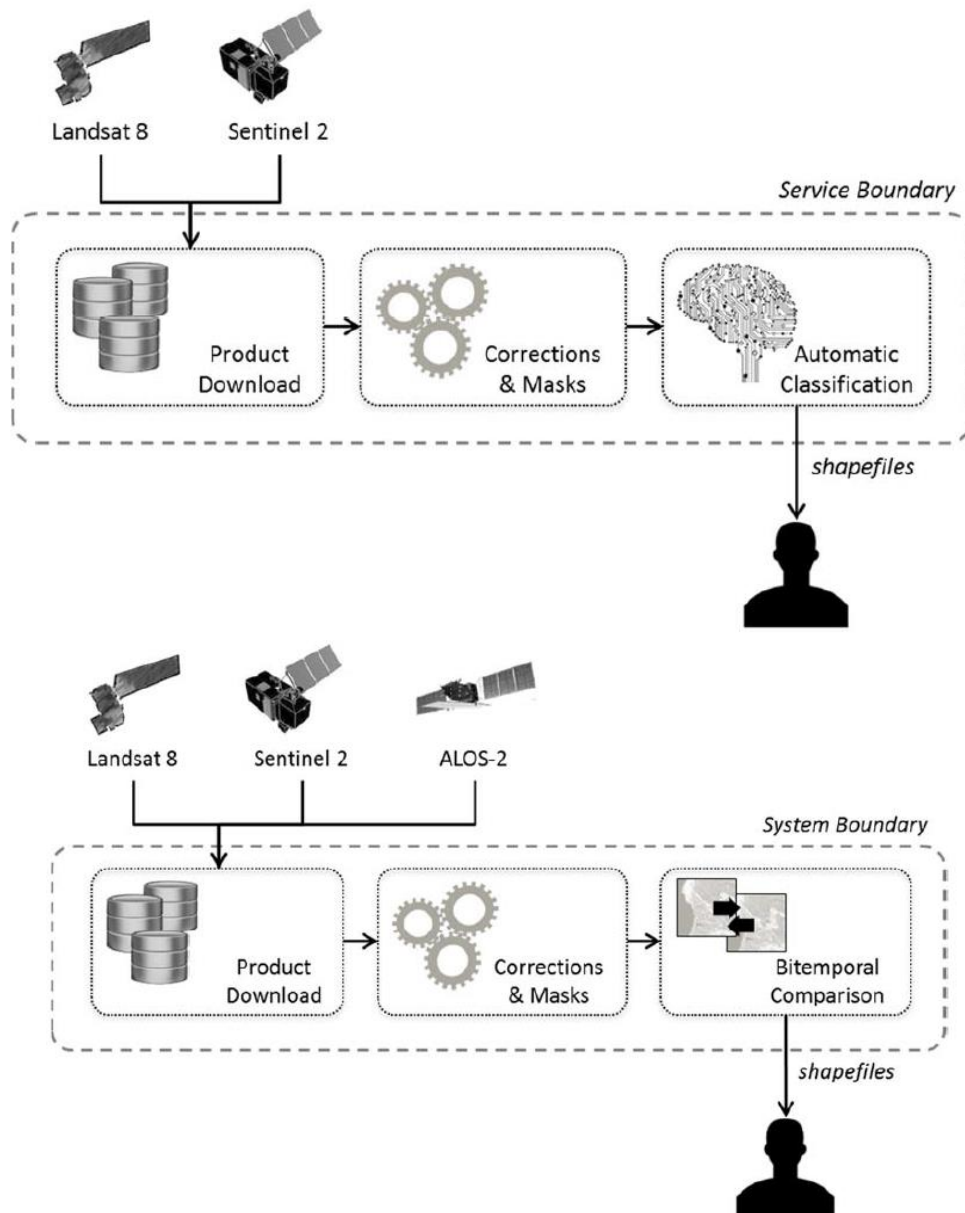 Landsat 8
Sentinel 2
Service Boundary
Product
Download
Corrections
& Masks
Automatic
Classification
shapefiles
Landsat 8
Sentinel 2
ALOS-2
System Boundary
Product
Download
Corrections
& Masks
Bitemporal
Comparison
shapefiles